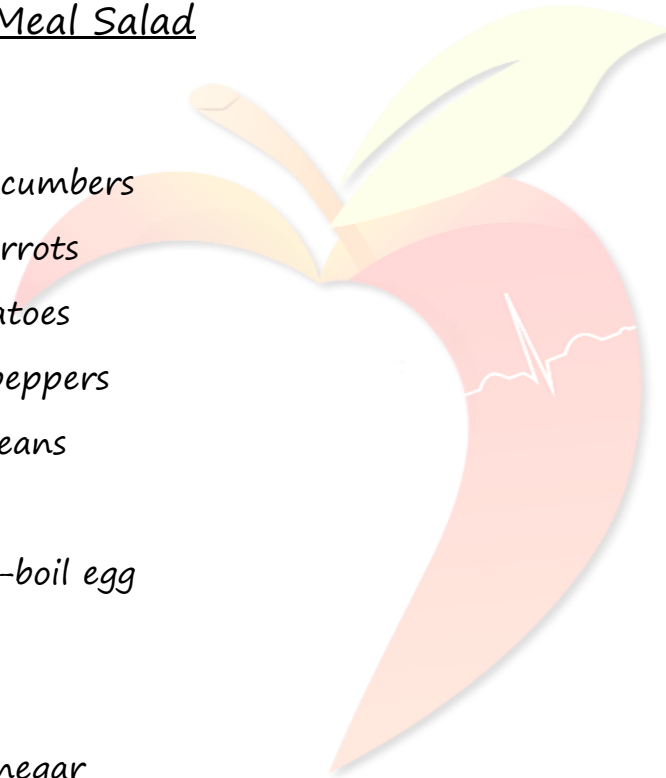 Meal Salad
cumbers
rrots
atoes
peppers
eans
-boil egg
negar